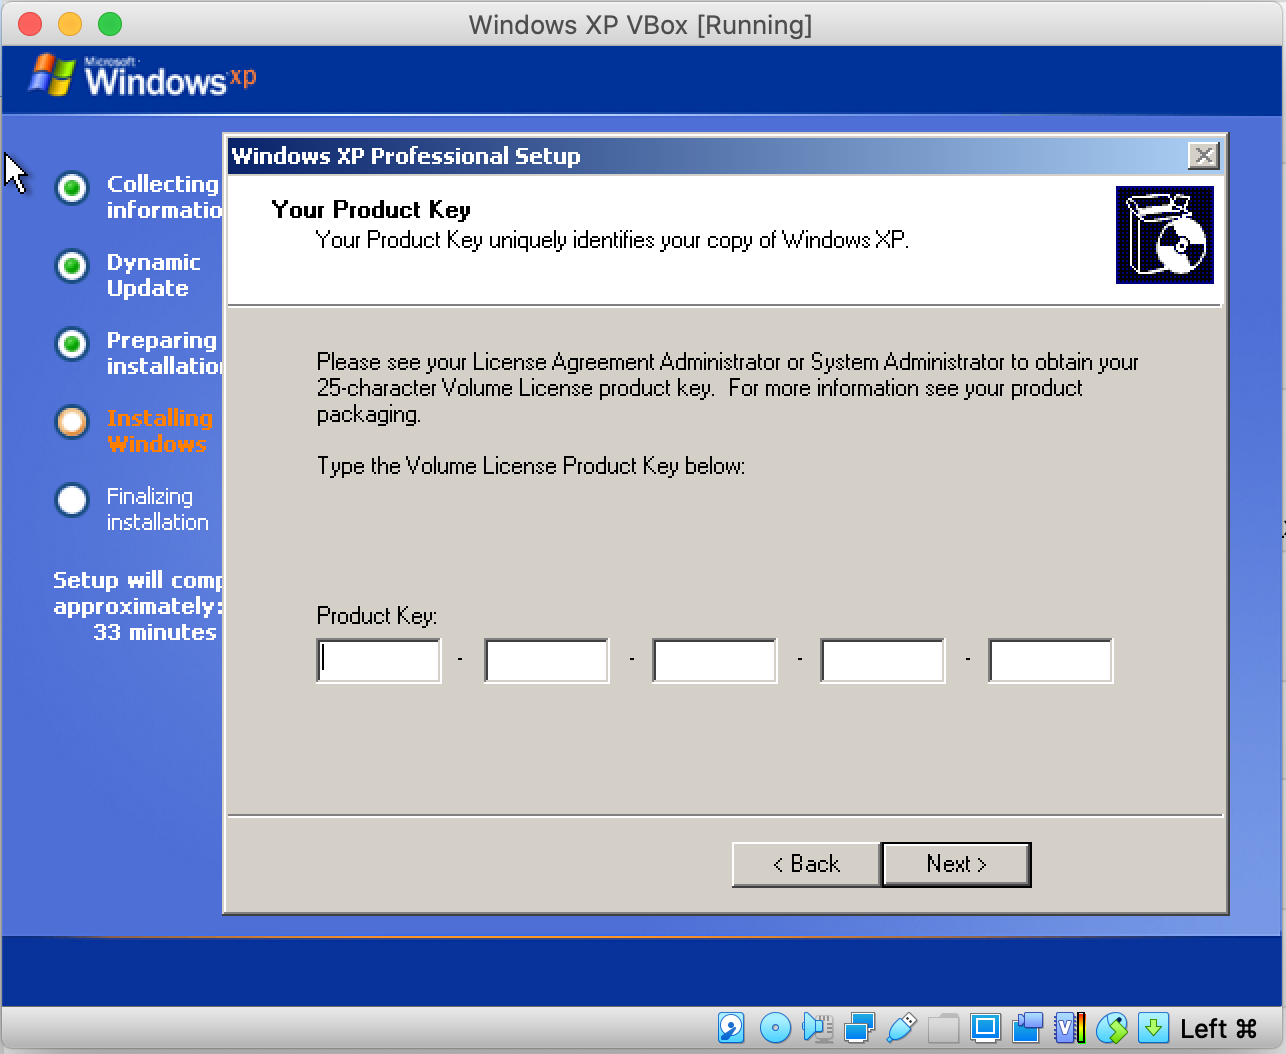 Windows XP VBox [Running]
Microsoft
Windows xp
Collecting
informatio
Dynamic
Update
Preparing
installation
Installing
Windows
Finalizing
installation
Setup will comp
approximately:
33 minutes
Windows XP Professional Setup
Your Product Key
Your Product Key uniquely identifies your copy of Windows XP.
Please see your License Agreement Administrator or System Administrator to obtain your
25-character Volume License product key.  For more information see your product
packaging.
Type the Volume License Product Key below:
Product Key:
- - - -
< Back
Next >
V
Left ⌘